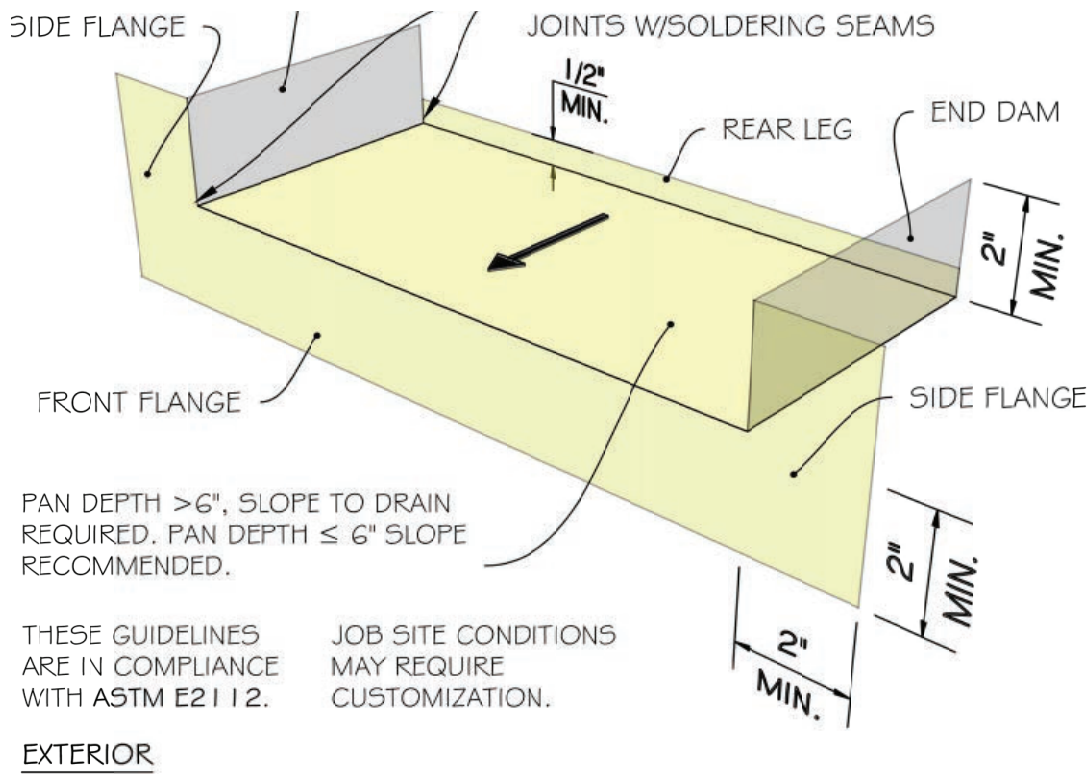 SIDE FLANGE
JOINTS W/SOLDERING SEAMS
1/2"
MIN.
REAR LEG
END DAM
2"
MIN.
FRONT FLANGE
SIDE FLANGE
PAN DEPTH >6", SLOPE TO DRAIN
REQUIRED. PAN DEPTH ≤ 6" SLOPE
RECOMMENDED.
2"
MIN.
THESE GUIDELINES
ARE IN COMPLIANCE
WITH ASTM E2112.
JOB SITE CONDITIONS
MAY REQUIRE
CUSTOMIZATION.
2"
MIN.
EXTERIOR